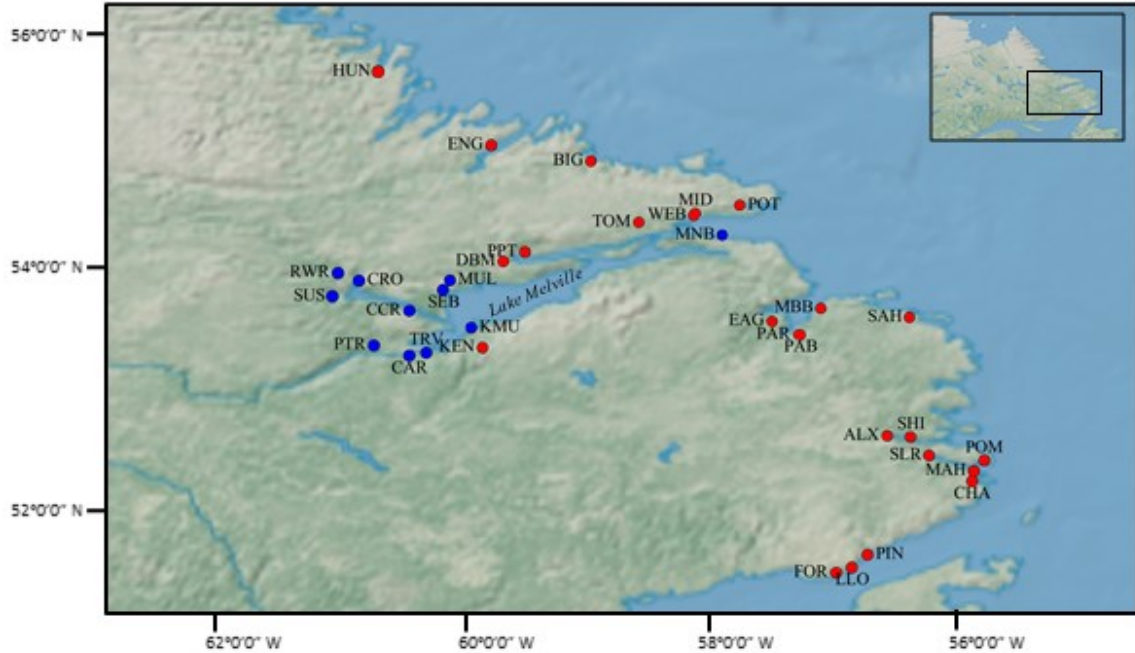 56°0'0" N
HUN
ENG
BIG
MID
WEB
POT
TOM
MNB
PPT
DBM
54°0'0" N
RWR
CRO
MUL
SUS
SEB
Lake Melville
CCR
KMU
MBB
SAH
EAG
PAR
PAB
PTR
TRV
KEN
CAR
ALX
SHI
SLR
POM
MAH
CHA
52°0'0" N
PIN
FOR
LLO
62°0'0" W
60°0'0" W
58°0'0" W
56°0'0" W